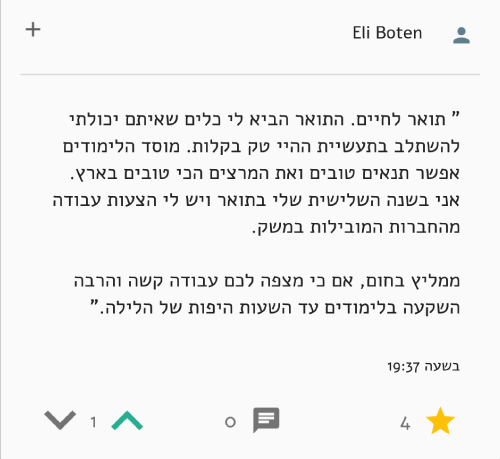 Eli Boten
” תואר לחיים. התואר הביא לי כלים שאיתם יכולתי
להשתלב בתעשיית ההיי טק בקלות. מוסד הלימודים
אפשר תנאים טובים ואת המרצים הכי טובים בארץ.
אני בשנה השלישית שלי בתואר ויש לי הצעות עבודה
מהחברות המובילות במשק.
ממליץ בחום, אם כי מצפה לכם עבודה קשה והרבה
השקעה בלימודים עד השעות היפות של הלילה.”
בשעה 19:37
4 0 1